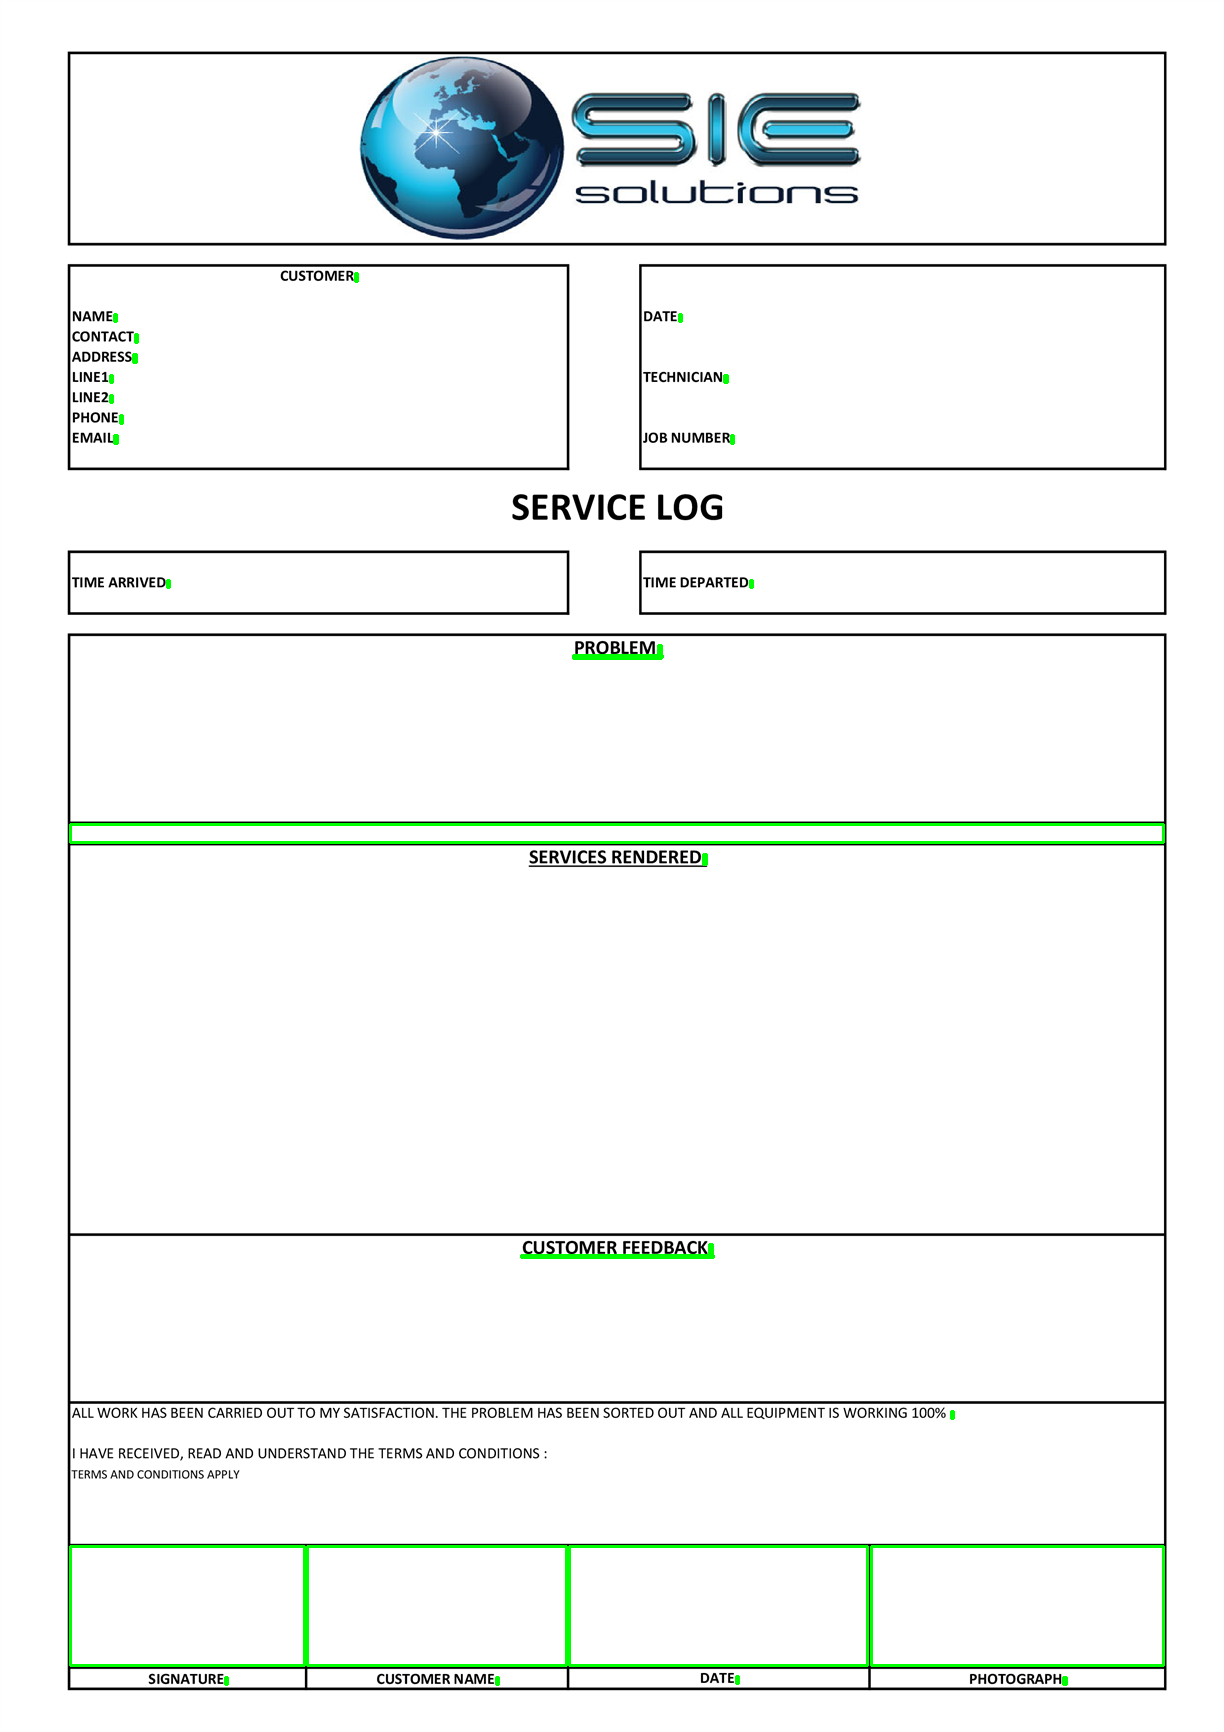 SIE
solutions
CUSTOMER
NAME
CONTACT
ADDRESS
LINE1
LINE2
PHONE
EMAIL
DATE
TECHNICIAN
JOB NUMBER
SERVICE LOG
TIME ARRIVED
TIME DEPARTED
PROBLEM
SERVICES RENDERED
CUSTOMER FEEDBACK
ALL WORK HAS BEEN CARRIED OUT TO MY SATISFACTION. THE PROBLEM HAS BEEN SORTED OUT AND ALL EQUIPMENT IS WORKING 100%
I HAVE RECEIVED, READ AND UNDERSTAND THE TERMS AND CONDITIONS :
TERMS AND CONDITIONS APPLY
SIGNATURE
CUSTOMER NAME
DATE
PHOTOGRAPH